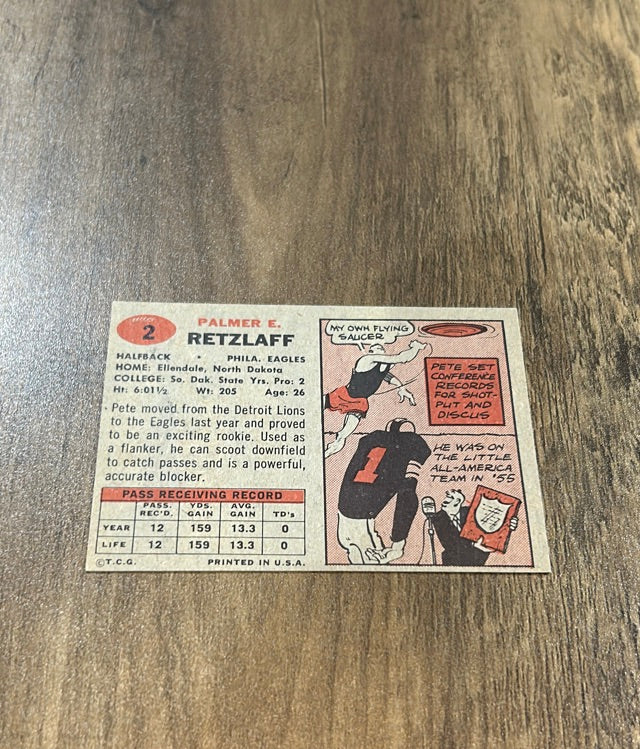 2
PALMER E.
RETZLAFF
HALFBACK • PHILA. EAGLES
HOME: Ellendale, North Dakota
COLLEGE: So. Dak. State Yrs. Pro: 2
Ht: 6:01½ Wt: 205 Age: 26
Pete moved from the Detroit Lions
to the Eagles last year and proved
to be an exciting rookie. Used as
a flanker, he can scoot downfield
to catch passes and is a powerful,
accurate blocker.
PASS RECEIVING RECORD
PASS. REC'D. YDS. GAIN AVG. GAIN TD's
YEAR 12 159 13.3 0
LIFE 12 159 13.3 0
©T.C.G. PRINTED IN U.S.A.
MY OWN FLYING
SAUCER
PETE SET
CONFERENCE
RECORDS
FOR SHOT-
PUT AND
DISCUS
1
HE WAS ON
THE LITTLE
ALL-AMERICA
TEAM IN '55